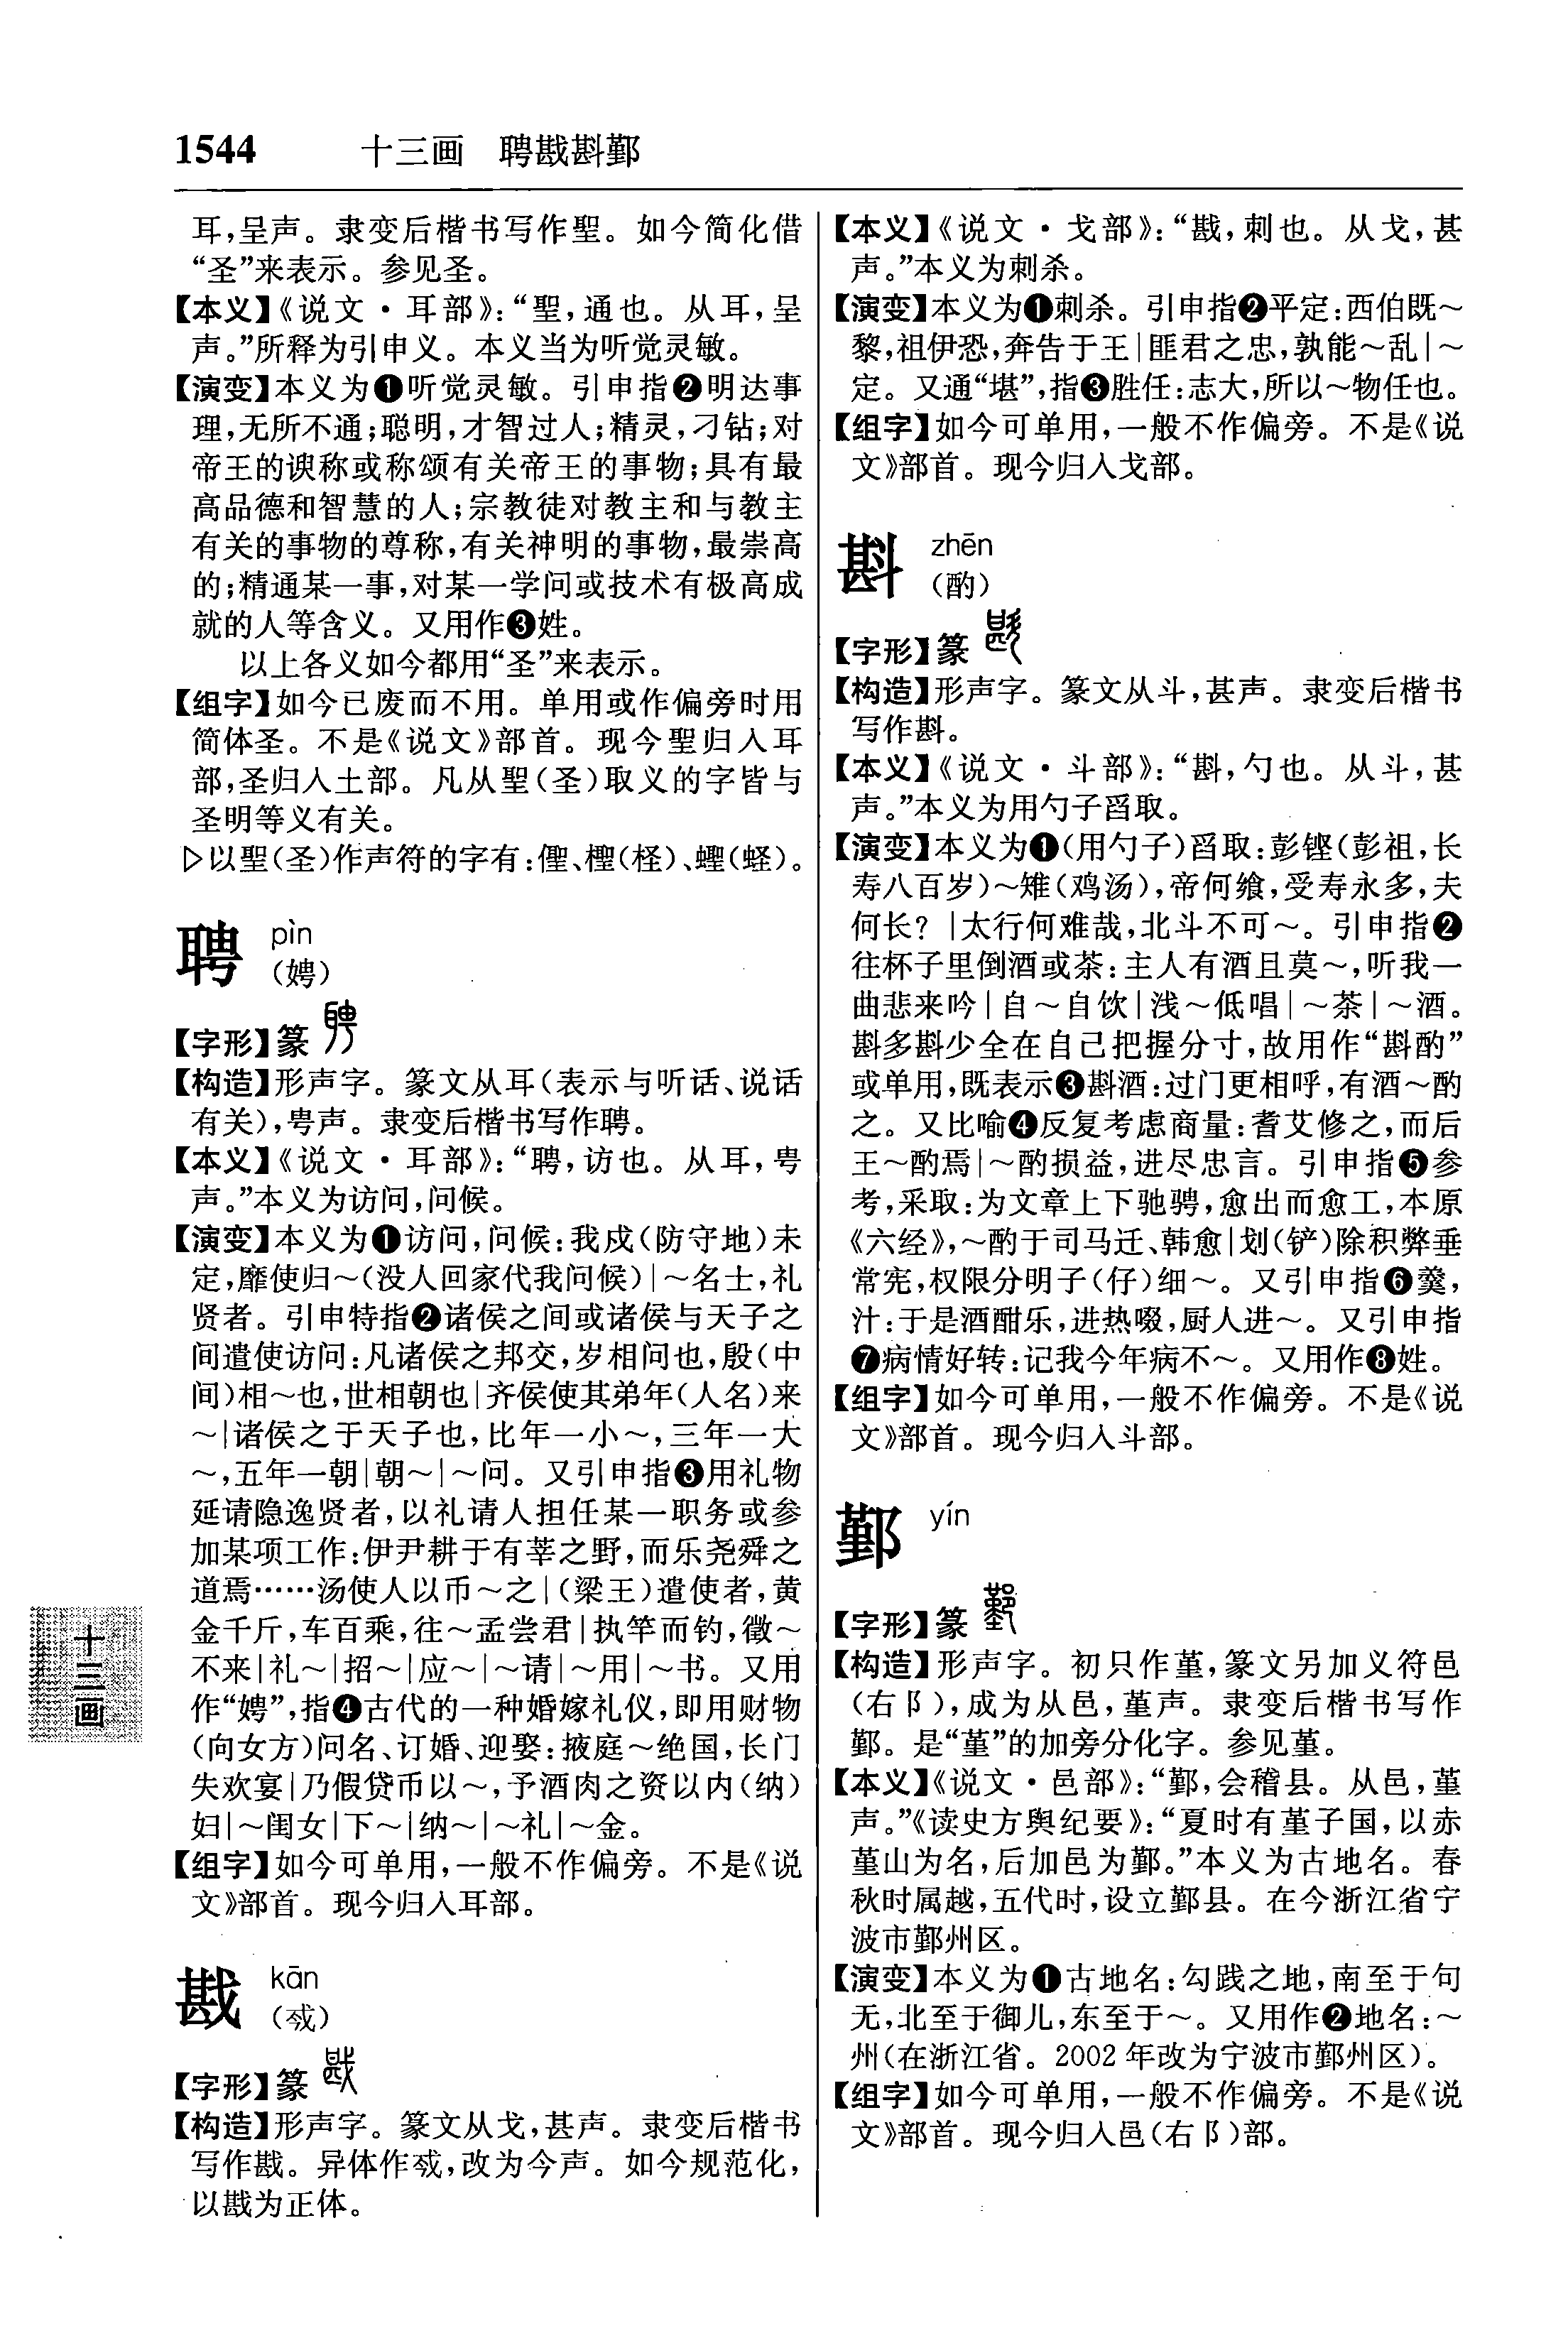 1544 十三画 聘戡斟鄞
耳,呈声。隶变后楷书写作聖。如今简化借
“圣”来表示。参见圣。
【本义】《说文·耳部》:“聖,通也。从耳,呈
声。”所释为引申义。本义当为听觉灵敏。
【演变】本义为❶听觉灵敏。引申指❷明达事
理,无所不通;聪明,才智过人;精灵,刁钻;对
帝王的谀称或称颂有关帝王的事物;具有最
高品德和智慧的人;宗教徒对教主和与教主
有关的事物的尊称,有关神明的事物,最崇高
的;精通某一事,对某一学问或技术有极高成
就的人等含义。又用作❸姓。
以上各义如今都用“圣”来表示。
【组字】如今已废而不用。单用或作偏旁时用
简体圣。不是《说文》部首。现今聖归入耳
部,圣归入土部。凡从聖(圣)取义的字皆与
圣明等义有关。
▷以聖(圣)作声符的字有:𠐂、檉(柽)、蟶(蛏)。
聘 pìn
(娉)
【字形】篆
【构造】形声字。篆文从耳(表示与听话、说话
有关),甹声。隶变后楷书写作聘。
【本义】《说文·耳部》:“聘,访也。从耳,甹
声。”本义为访问,问候。
【演变】本义为❶访问,问候:我戍(防守地)未
定,靡使归～(没人回家代我问候)|～名士,礼
贤者。引申特指❷诸侯之间或诸侯与天子之
间遣使访问:凡诸侯之邦交,岁相问也,殷(中
间)相～也,世相朝也|齐侯使其弟年(人名)来
～|诸侯之于天子也,比年一小～,三年一大
～,五年一朝|朝～|～问。又引申指❸用礼物
延请隐逸贤者,以礼请人担任某一职务或参
加某项工作:伊尹耕于有莘之野,而乐尧舜之
道焉……汤使人以币～之|(梁王)遣使者,黄
金千斤,车百乘,往～孟尝君|执竿而钓,徵～
不来|礼～|招～|应～|～请|～用|～书。又用
作“娉”,指❹古代的一种婚嫁礼仪,即用财物
(向女方)问名、订婚、迎娶:掖庭～绝国,长门
失欢宴|乃假贷币以～,予酒肉之资以内(纳)
妇|～闺女|下～|纳～|～礼|～金。
【组字】如今可单用,一般不作偏旁。不是《说
文》部首。现今归入耳部。
戡 kān
(㦰)
【字形】篆
【构造】形声字。篆文从戈,甚声。隶变后楷书
写作戡。异体作㦰,改为今声。如今规范化,
以戡为正体。
【本义】《说文·戈部》:“戡,刺也。从戈,甚
声。”本义为刺杀。
【演变】本义为❶刺杀。引申指❷平定:西伯既～
黎,祖伊恐,奔告于王|匪君之忠,孰能～乱|～
定。又通“堪”,指❸胜任:志大,所以～物任也。
【组字】如今可单用,一般不作偏旁。不是《说
文》部首。现今归入戈部。
斟 zhēn
(酌)
【字形】篆
【构造】形声字。篆文从斗,甚声。隶变后楷书
写作斟。
【本义】《说文·斗部》:“斟,勺也。从斗,甚
声。”本义为用勺子舀取。
【演变】本义为❶(用勺子)舀取:彭铿(彭祖,长
寿八百岁)～雉(鸡汤),帝何飨,受寿永多,夫
何长?|太行何难哉,北斗不可～。引申指❷
往杯子里倒酒或茶:主人有酒且莫～,听我一
曲悲来吟|自～自饮|浅～低唱|～茶|～酒。
斟多斟少全在自己把握分寸,故用作“斟酌”
或单用,既表示❸斟酒:过门更相呼,有酒～酌
之。又比喻❹反复考虑商量:耆艾修之,而后
王～酌焉|～酌损益,进尽忠言。引申指❺参
考,采取:为文章上下驰骋,愈出而愈工,本原
《六经》,～酌于司马迁、韩愈|划(铲)除积弊垂
常宪,权限分明子(仔)细～。又引申指❻羹,
汁:于是酒酣乐,进热啜,厨人进～。又引申指
❼病情好转:记我今年病不～。又用作❽姓。
【组字】如今可单用,一般不作偏旁。不是《说
文》部首。现今归入斗部。
鄞 yín
【字形】篆
【构造】形声字。初只作堇,篆文另加义符邑
(右阝),成为从邑,堇声。隶变后楷书写作
鄞。是“堇”的加旁分化字。参见堇。
【本义】《说文·邑部》:“鄞,会稽县。从邑,堇
声。”《读史方舆纪要》:“夏时有堇子国,以赤
堇山为名,后加邑为鄞。”本义为古地名。春
秋时属越,五代时,设立鄞县。在今浙江省宁
波市鄞州区。
【演变】本义为❶古地名:勾践之地,南至于句
无,北至于御儿,东至于～。又用作❷地名:～
州(在浙江省。2002年改为宁波市鄞州区)。
【组字】如今可单用,一般不作偏旁。不是《说
文》部首。现今归入邑(右阝)部。
十三画